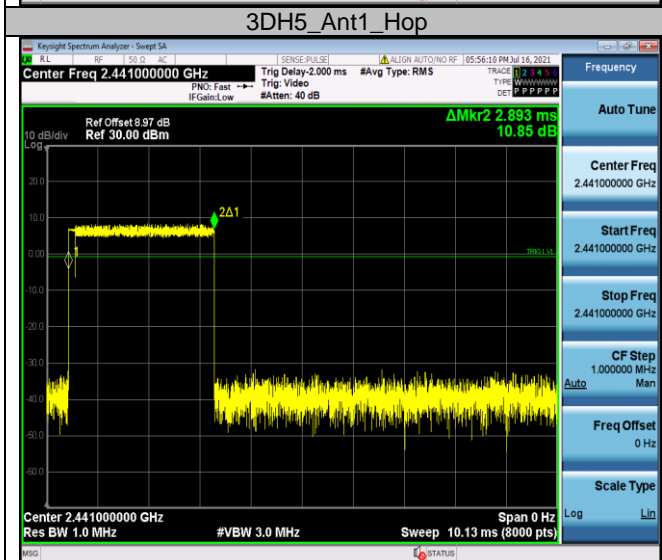 3DH5_Ant1_Hop
Keysight Spectrum Analyzer - Swept SA
RL RF 50 Ω AC SENSE:PULSE ALIGN AUTO/NO RF 05:56:10 PM Jul 16, 2021
Center Freq 2.441000000 GHz
PNO: Fast
IFGain:Low
Trig Delay-2.000 ms
Trig: Video
#Atten: 40 dB
#Avg Type: RMS
TRACE 1 2 3 4 5 6
TYPE WWWWWW
DET P P P P P P
Ref Offset 8.97 dB
10 dB/div Ref 30.00 dBm
Log
ΔMkr2 2.893 ms
10.85 dB
20.0
10.0
0.00
-10.0
-20.0
-30.0
-40.0
-50.0
-60.0
2Δ1
TRIG LVL
Center 2.441000000 GHz Span 0 Hz
Res BW 1.0 MHz #VBW 3.0 MHz Sweep 10.13 ms (8000 pts)
MSG STATUS
Frequency
Auto Tune
Center Freq
2.441000000 GHz
Start Freq
2.441000000 GHz
Stop Freq
2.441000000 GHz
CF Step
1.000000 MHz
Auto Man
Freq Offset
0 Hz
Scale Type
Log Lin